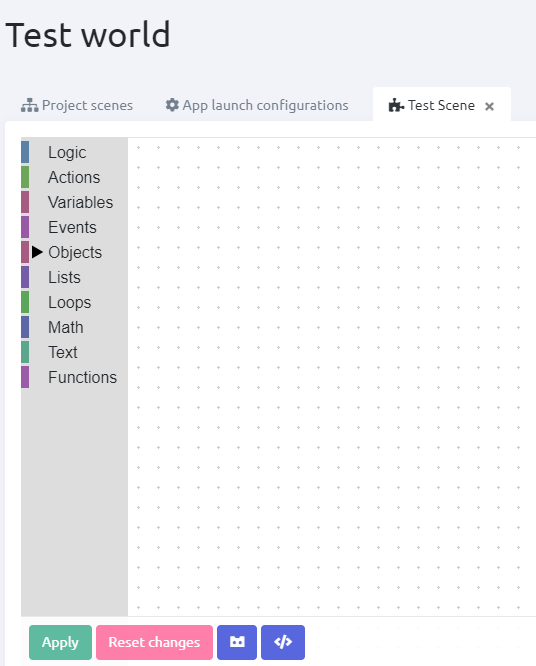 Test world
Project scenes App launch configurations Test Scene
Logic
Actions
Variables
Events
Objects
Lists
Loops
Math
Text
Functions
Apply Reset changes